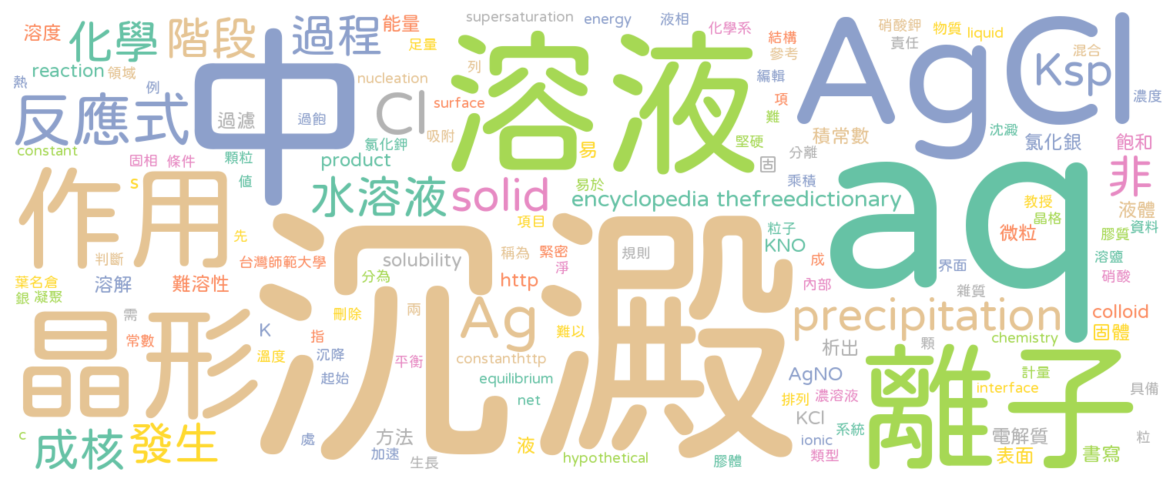 supersaturation
energy
液相
化學系
硝酸鉀
物質
溶度
化學
階段
過程
能量
足量
溶液
結構
參考
責任
liquid
AgCl
Ksp
混合
reaction
領域
中
nucleation
列
編輯
項
濃度
熱
例
反應式
過濾
過飽
Cl
surface
吸附
難
堅硬
積常數
沈澱
氯化銀
飽和
constant
固相
條件
顆粒
氯化鉀
易
固
分離
非
作用
s
值
product
水溶液
solid
易於
乘積
encyclopedia thefreedictionary
aq
教授
晶格
液體
資料
先
項目
粒子
KNO
微粒
膠質
判斷
台灣師範大學
solubility
稱為
緊密
規則
成
界面
溶鹽
葉名倉
溶解
難溶性
分為
http
淨
內部
雜質
硝酸
銀
凝聚
沉澱
晶形
需
K
刪除
兩
Ag
難以
precipitation
colloid
常數
指
析出
顆
chemistry
固體
溫度
沉降
平衡
constanthttp
離子
起始
equilibrium
AgNO
計量
net
排列
濃溶液
interface
具備
KCl
c
成核
發生
處
方法
液
ionic
系統
電解質
粒
加速
類型
表面
書寫
生長
hypothetical
膠體